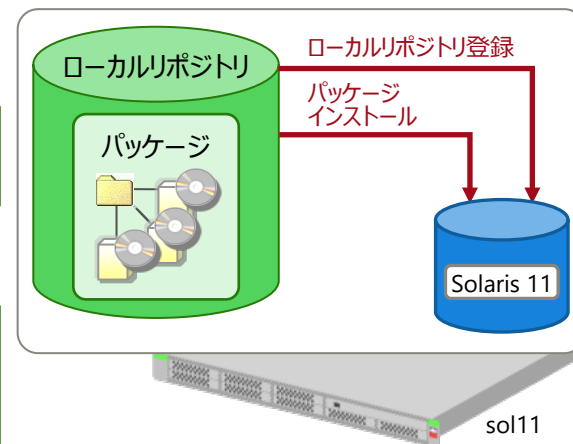 ローカルリポジトリ登録
ローカルリポジトリ
パッケージ
インストール
パッケージ
Solaris 11
sol11